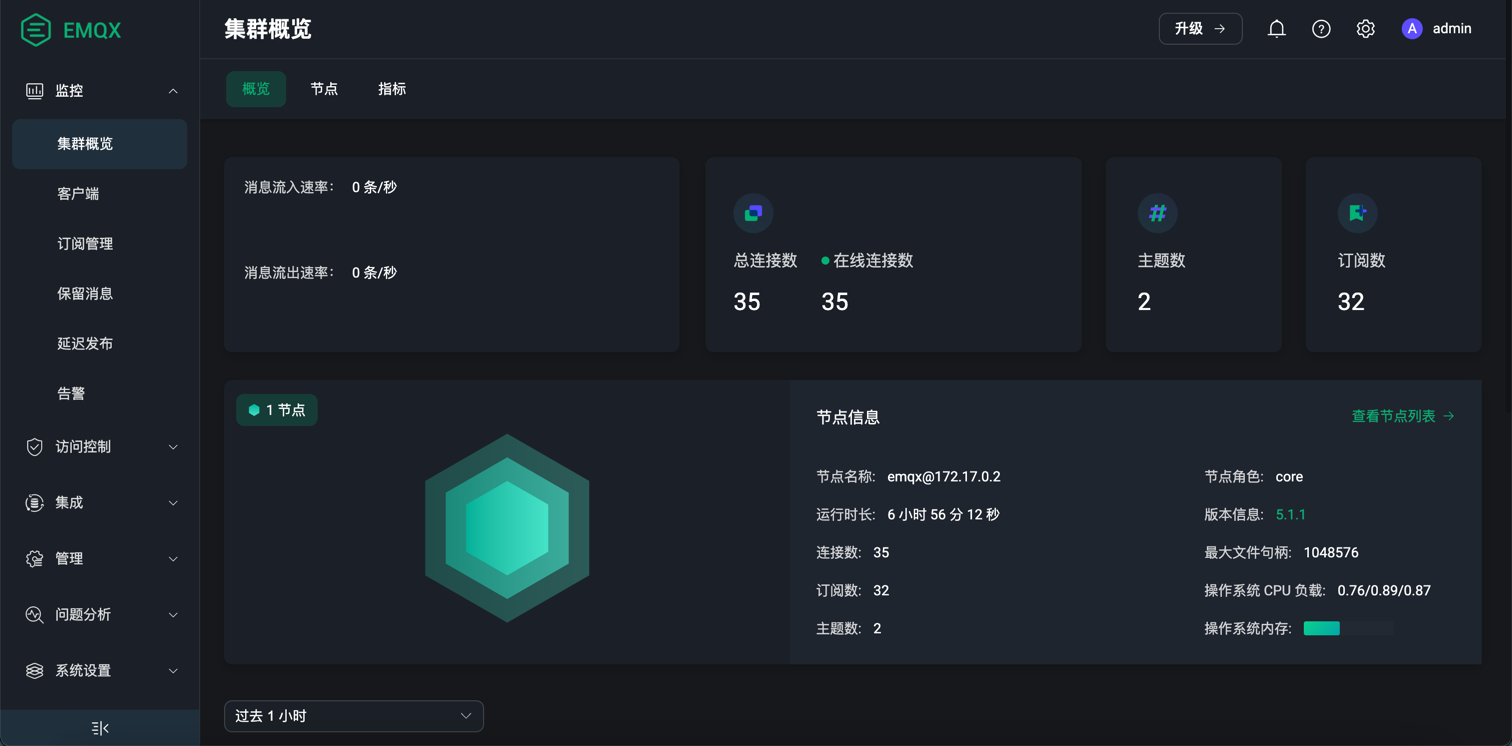 EMQX
监控
集群概览
客户端
订阅管理
保留消息
延迟发布
告警
访问控制
集成
管理
问题分析
系统设置
集群概览
升级 →
A admin
概览 节点 指标
消息流入速率： 0 条/秒
消息流出速率： 0 条/秒
总连接数 在线连接数
35 35
#
主题数
2
订阅数
32
1 节点
节点信息
查看节点列表 →
节点名称: emqx@172.17.0.2
节点角色: core
运行时长: 6 小时 56 分 12 秒
版本信息: 5.1.1
连接数: 35
最大文件句柄: 1048576
订阅数: 32
操作系统 CPU 负载: 0.76/0.89/0.87
主题数: 2
操作系统内存:
过去 1 小时